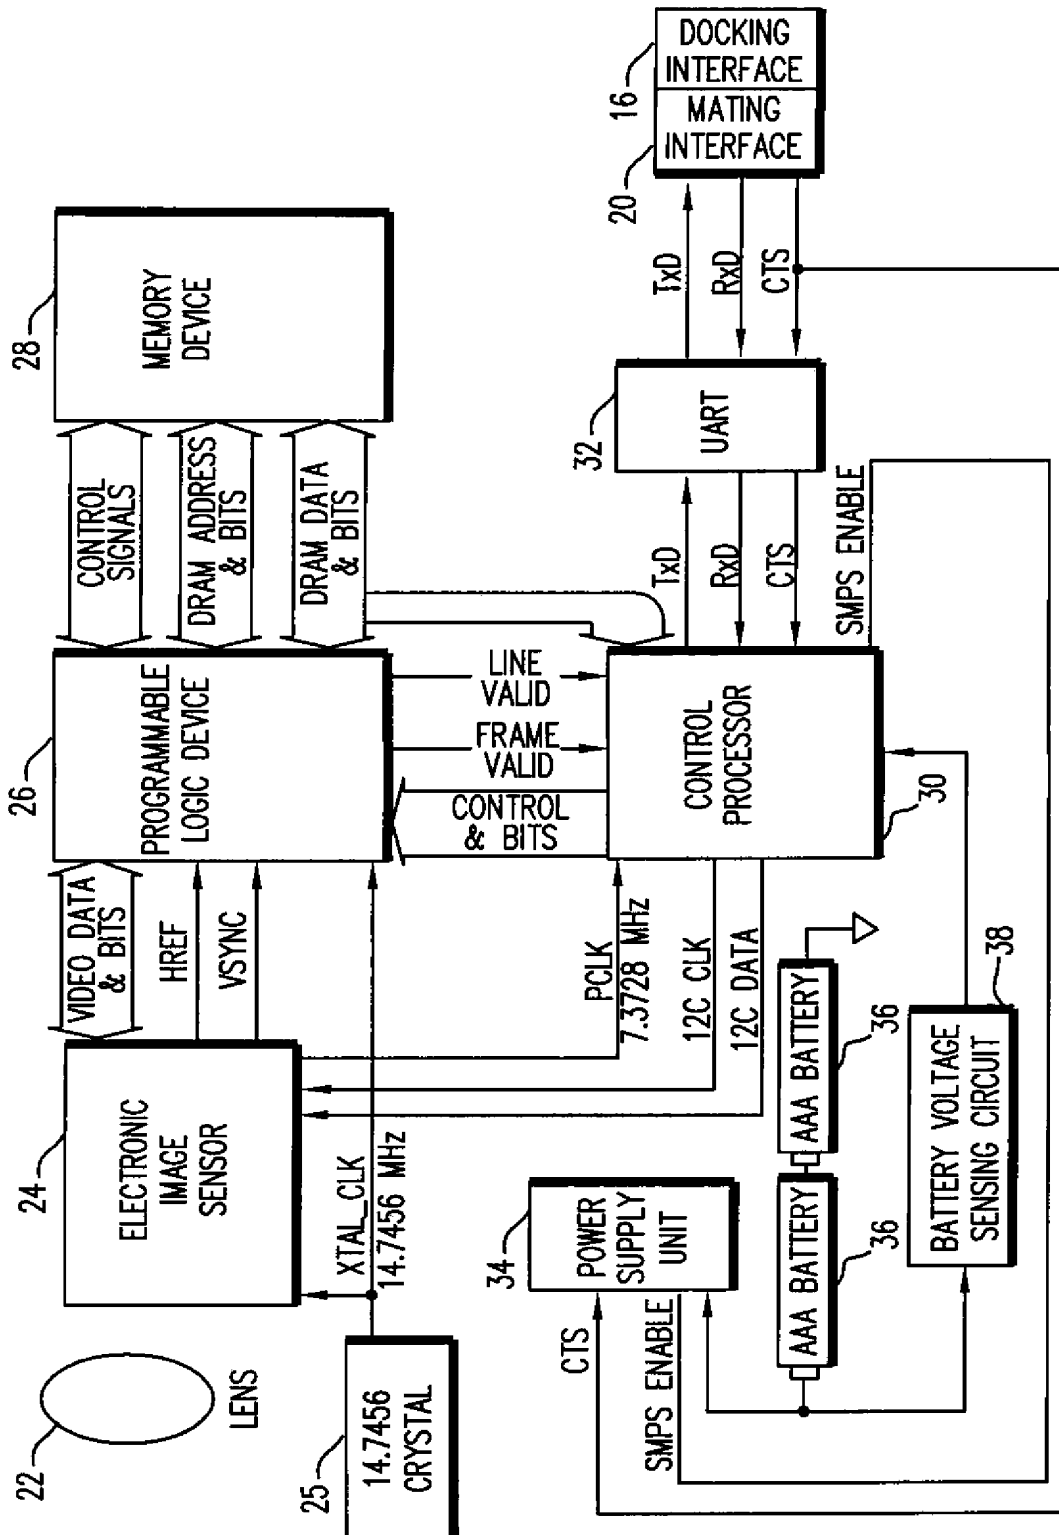 22
LENS
24
ELECTRONIC
IMAGE
SENSOR
25
14.7456
CRYSTAL
XTAL_CLK
14.7456 MHz
VIDEO DATA
& BITS
HREF
VSYNC
26
PROGRAMMABLE
LOGIC DEVICE
CONTROL
SIGNALS
DRAM ADDRESS
& BITS
DRAM DATA
& BITS
28
MEMORY
DEVICE
LINE
VALID
FRAME
VALID
CONTROL
& BITS
PCLK
7.3728 MHz
12C CLK
12C DATA
CONTROL
PROCESSOR
30
TxD
RxD
CTS
32
UART
TxD
RxD
CTS
20
16
MATING
INTERFACE
DOCKING
INTERFACE
SMPS ENABLE
CTS
SMPS ENABLE
34
POWER
SUPPLY
UNIT
AAA BATTERY
36
AAA BATTERY
36
BATTERY VOLTAGE
SENSING CIRCUIT
38